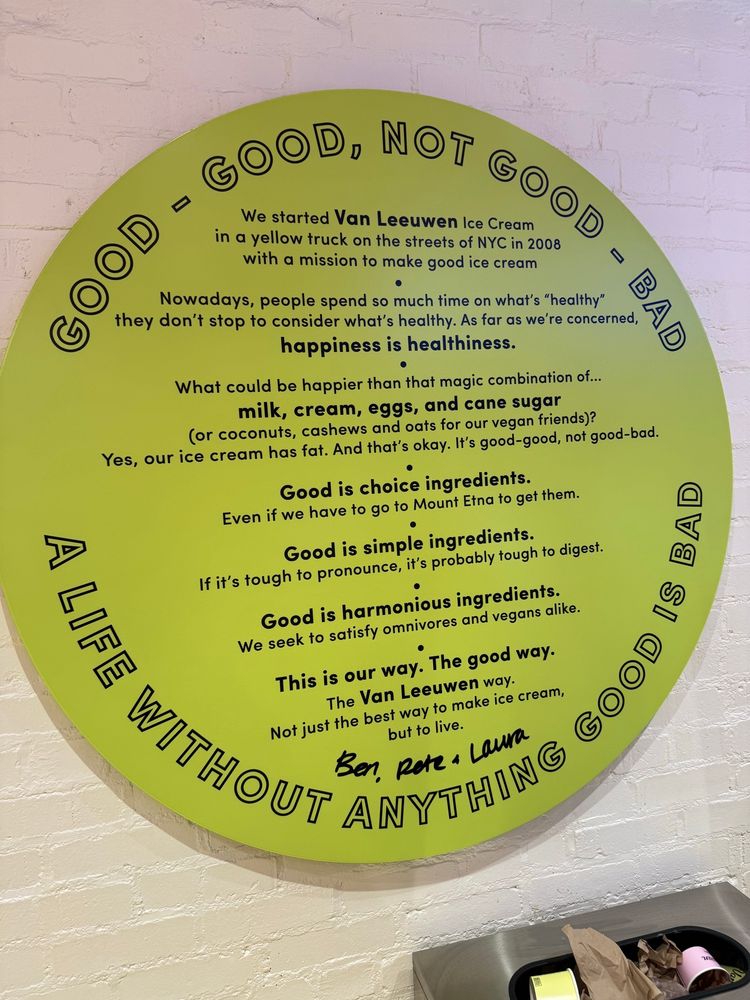 GOOD - GOOD, NOT GOOD - BAD
We started Van Leeuwen Ice Cream
in a yellow truck on the streets of NYC in 2008
with a mission to make good ice cream
•
Nowadays, people spend so much time on what's "healthy"
they don't stop to consider what's healthy. As far as we're concerned,
happiness is healthiness.
•
What could be happier than that magic combination of...
milk, cream, eggs, and cane sugar
(or coconuts, cashews and oats for our vegan friends)?
Yes, our ice cream has fat. And that's okay. It's good-good, not good-bad.
•
Good is choice ingredients.
Even if we have to go to Mount Etna to get them.
•
Good is simple ingredients.
If it's tough to pronounce, it's probably tough to digest.
•
Good is harmonious ingredients.
We seek to satisfy omnivores and vegans alike.
•
This is our way. The good way.
The Van Leeuwen way.
Not just the best way to make ice cream,
but to live.
Ben, Pete + Laura
A LIFE WITHOUT ANYTHING GOOD IS BAD